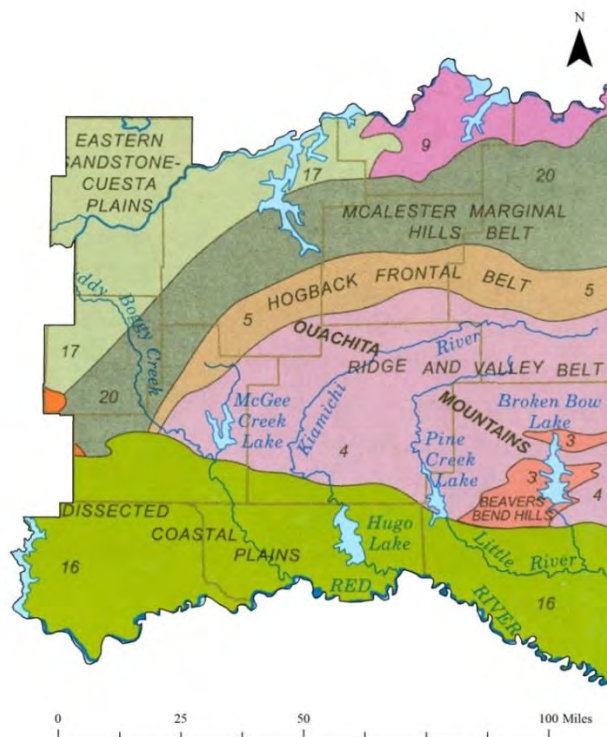 N
EASTERN
SANDSTONE-
CUESTA
PLAINS
17
9
20
MCALESTER MARGINAL
HILLS BELT
HOGBACK FRONTAL BELT
5
5
17
Boggy
Creek
OUACHITA
River
RIDGE AND VALLEY BELT
20
McGee
Creek
Lake
Kiamichi
MOUNTAINS
Broken Bow
Lake
4
Pine
Creek
Lake
3
3
4
BEAVERS
BEND HILLS
DISSECTED
COASTAL
PLAINS
Hugo
Lake
Little River
16
RED
RIVER
16
0 25 50 100 Miles